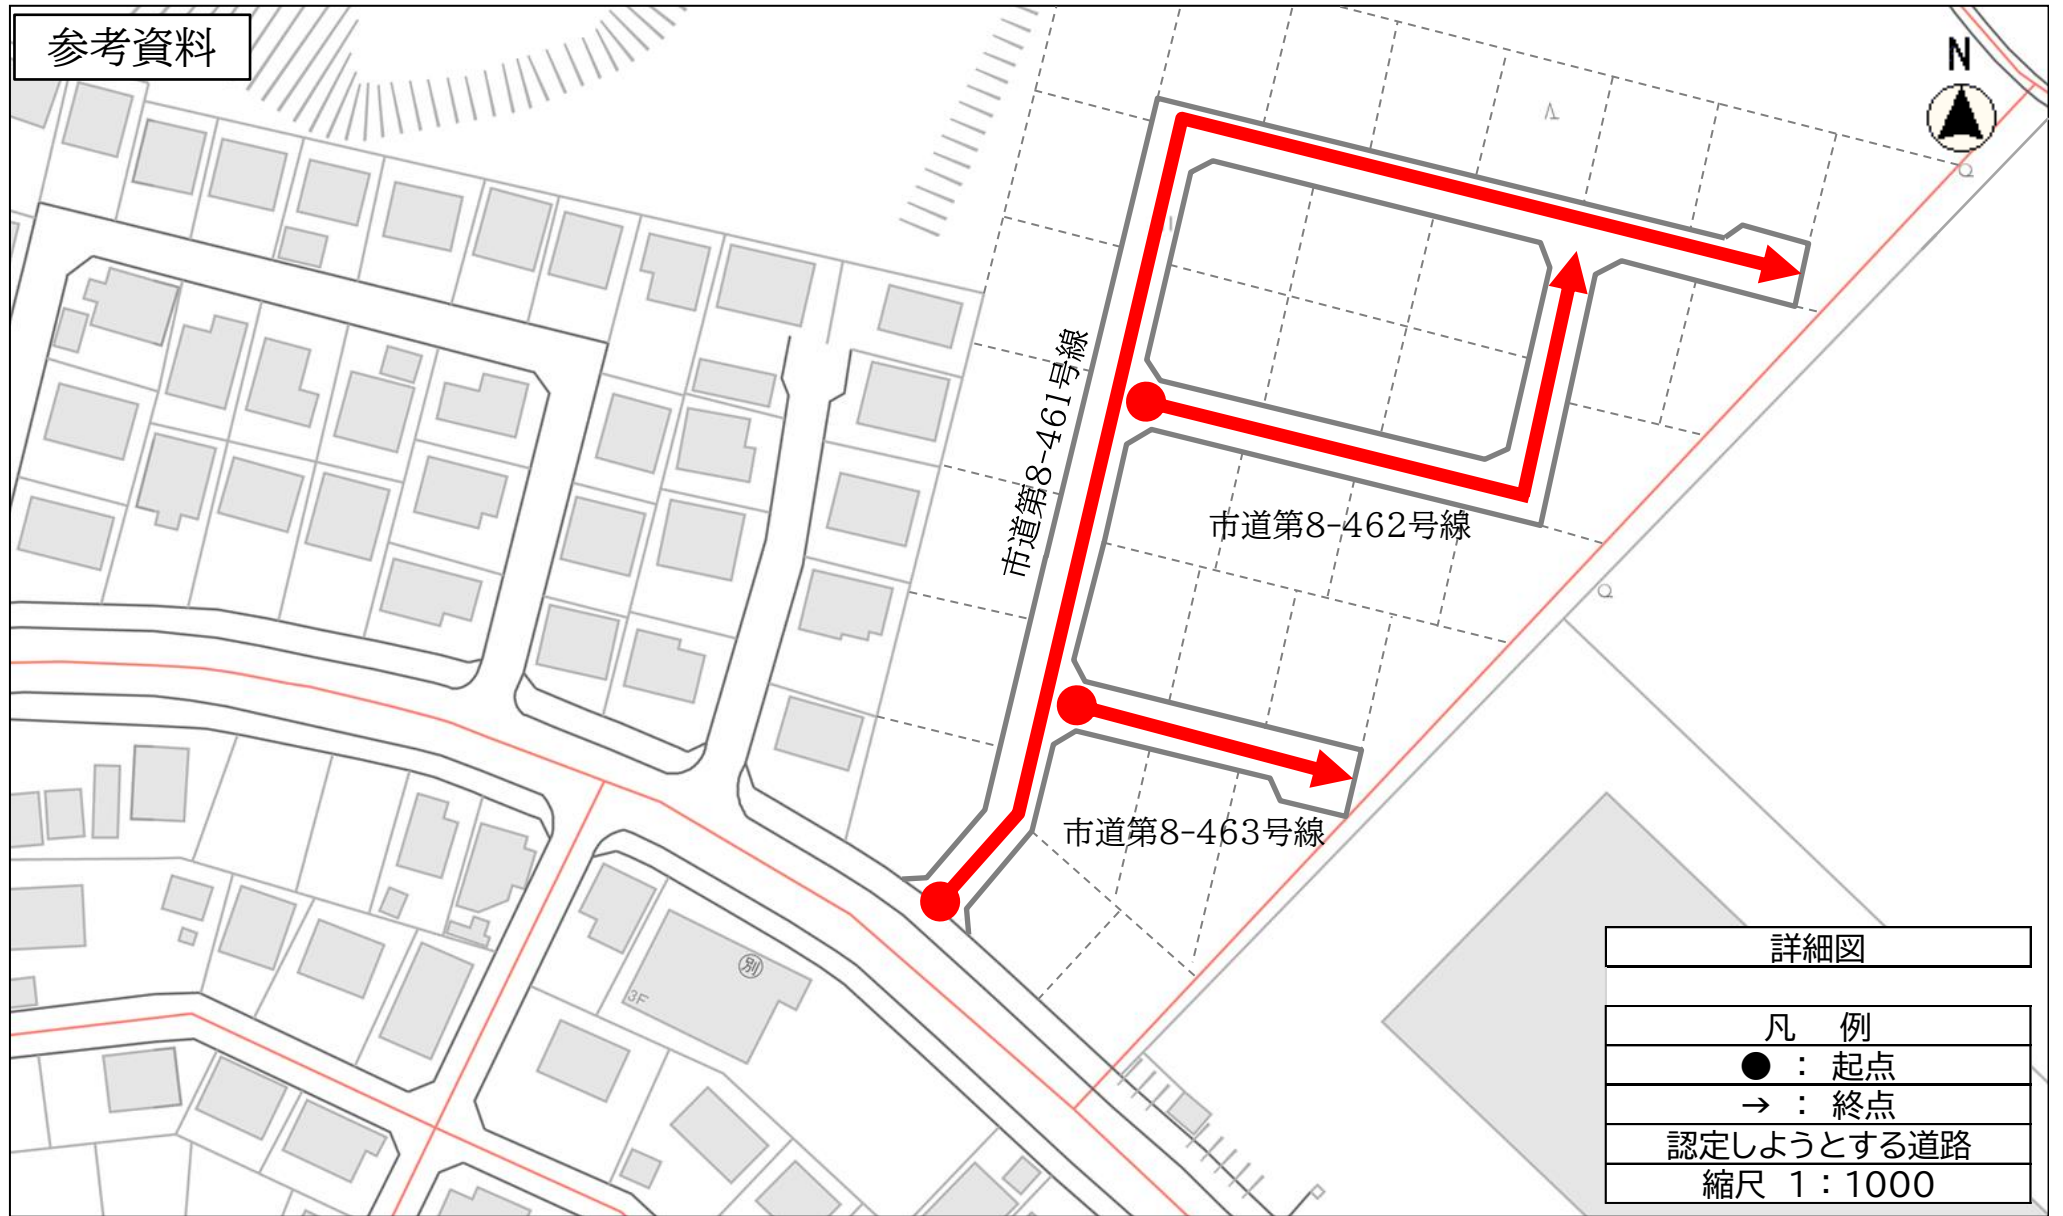 参考資料
N
市道第8-461号線
市道第8-462号線
市道第8-463号線
別
3F
詳細図
凡 例
● : 起点
→ : 終点
認定しようとする道路
縮尺 1:1000